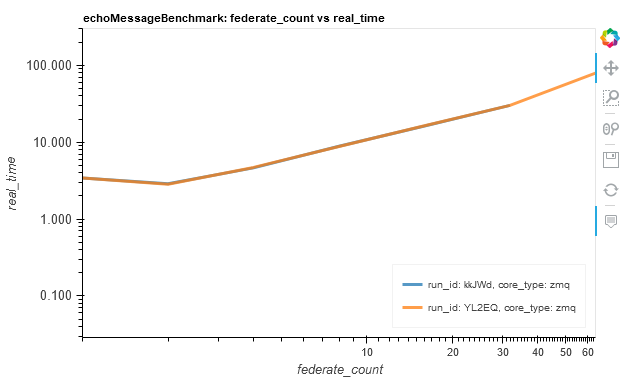 echoMessageBenchmark: federate_count vs real_time
100.000
10.000
1.000
0.100
real_time
run_id: kkJWd, core_type: zmq
run_id: YL2EQ, core_type: zmq
10 20 30 40 50 60
federate_count